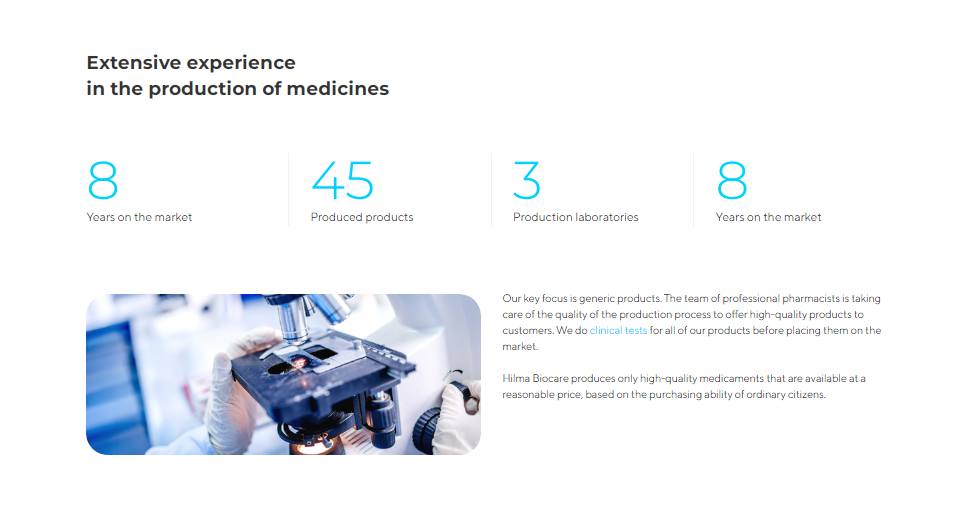 Extensive experience
in the production of medicines
8
Years on the market
45
Produced products
3
Production laboratories
8
Years on the market
Our key focus is generic products. The team of professional pharmacists is taking
care of the quality of the production process to offer high-quality products to
customers. We do clinical tests for all of our products before placing them on the
market.
Hilma Biocare produces only high-quality medicaments that are available at a
reasonable price, based on the purchasing ability of ordinary citizens.